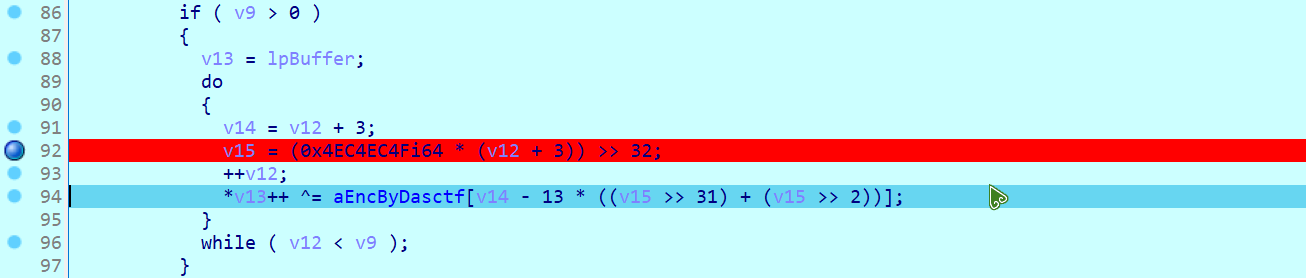 86 if ( v9 > 0 )
87 {
88 v13 = lpBuffer;
89 do
90 {
91 v14 = v12 + 3;
92 v15 = (0x4EC4EC4Fi64 * (v12 + 3)) >> 32;
93 ++v12;
94 *v13++ ^= aEncByDasctf[v14 - 13 * ((v15 >> 31) + (v15 >> 2))];
95 }
96 while ( v12 < v9 );
97 }